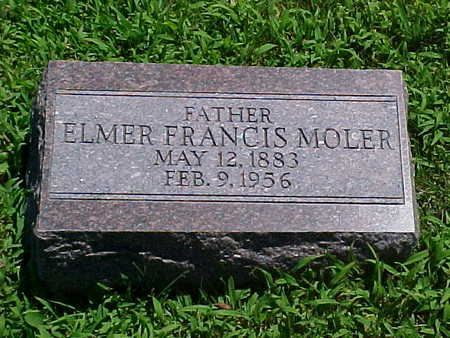 FATHER
ELMER FRANCIS MOLER
MAY 12, 1883
FEB. 9, 1956